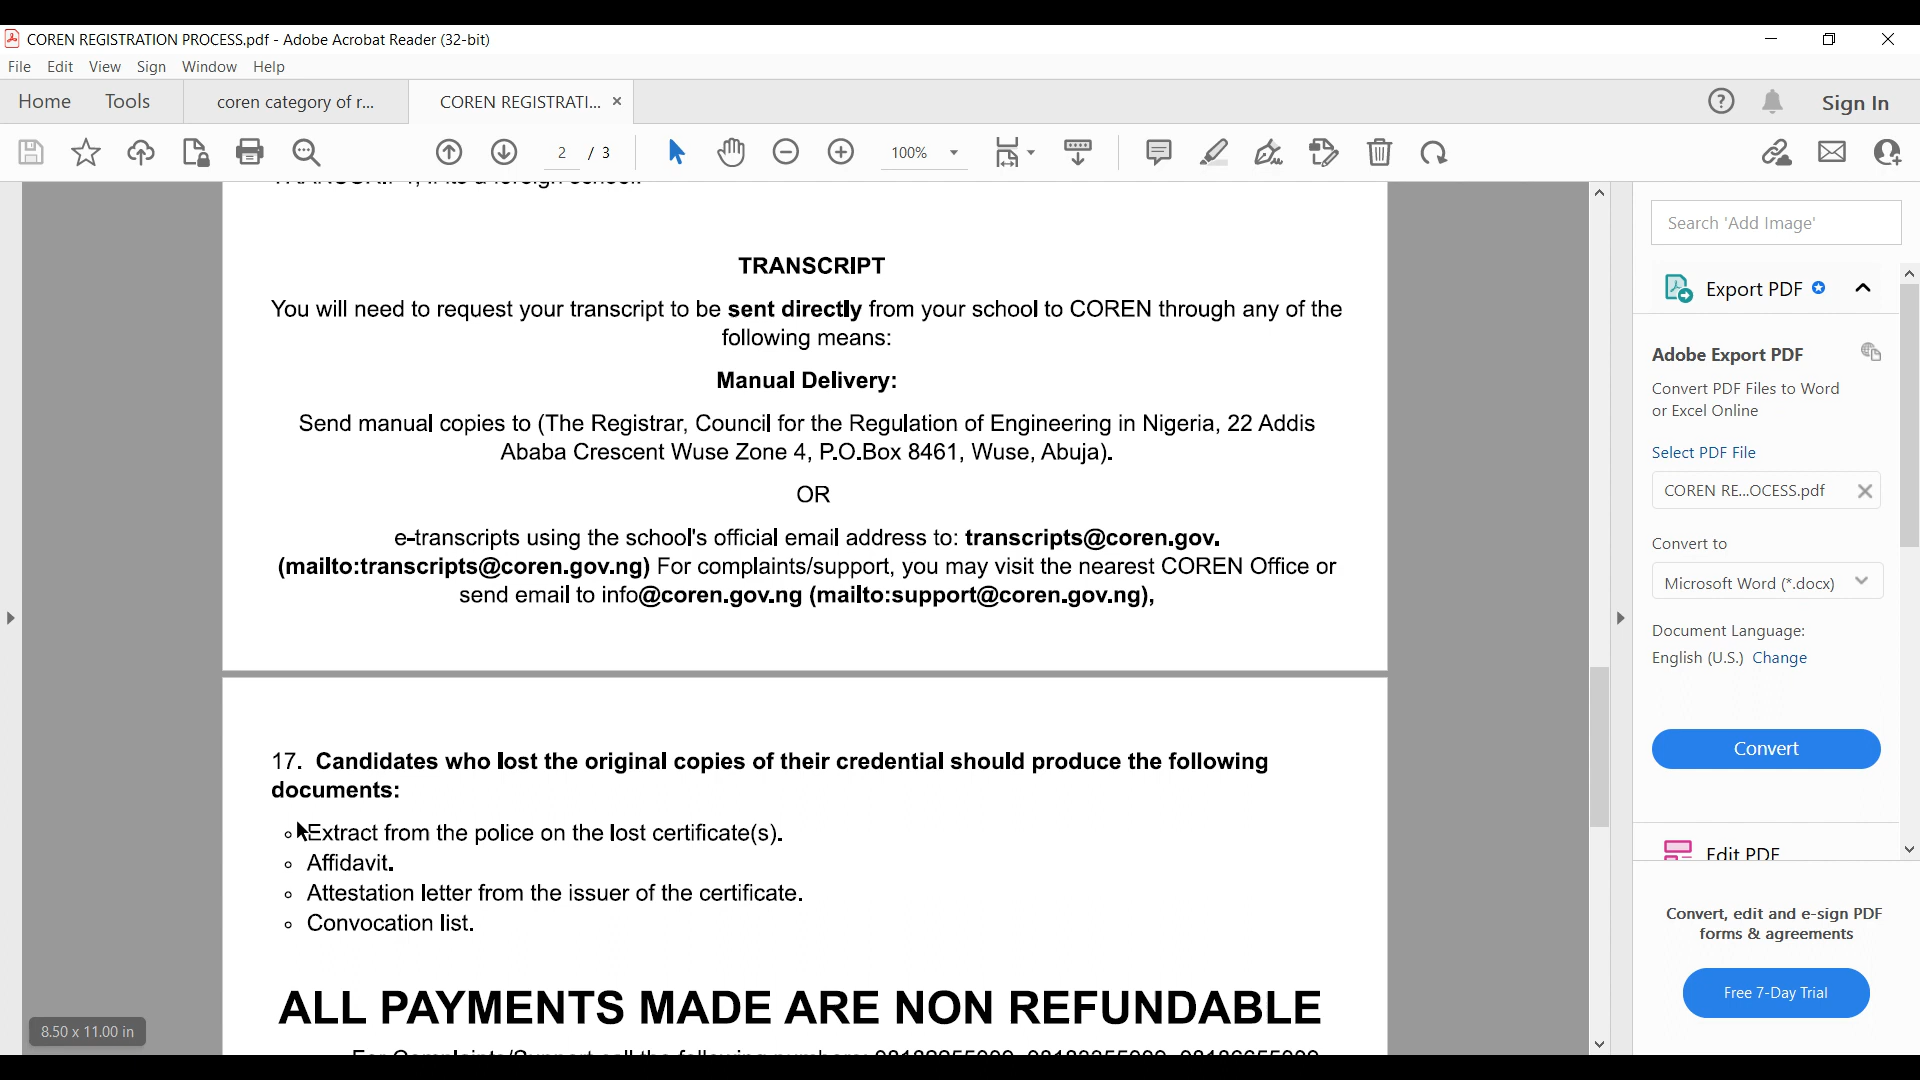 COREN REGISTRATION PROCESS.pdf - Adobe Acrobat Reader (32-bit)
File Edit View Sign Window Help
Home Tools coren category of r... COREN REGISTRATI... × Sign In
2 / 3 100%
TRANSCRIPT
You will need to request your transcript to be sent directly from your school to COREN through any of the
following means:
Manual Delivery:
Send manual copies to (The Registrar, Council for the Regulation of Engineering in Nigeria, 22 Addis
Ababa Crescent Wuse Zone 4, P.O.Box 8461, Wuse, Abuja).
OR
e-transcripts using the school's official email address to: transcripts@coren.gov.
(mailto:transcripts@coren.gov.ng) For complaints/support, you may visit the nearest COREN Office or
send email to info@coren.gov.ng (mailto:support@coren.gov.ng),
17. Candidates who lost the original copies of their credential should produce the following
documents:
Extract from the police on the lost certificate(s).
Affidavit.
Attestation letter from the issuer of the certificate.
Convocation list.
ALL PAYMENTS MADE ARE NON REFUNDABLE
8.50 x 11.00 in
Search 'Add Image'
Export PDF
Adobe Export PDF
Convert PDF Files to Word
or Excel Online
Select PDF File
COREN RE...OCESS.pdf
Convert to
Microsoft Word (*.docx)
Document Language:
English (U.S.) Change
Convert
Edit PDF
Convert, edit and e-sign PDF
forms & agreements
Free 7-Day Trial